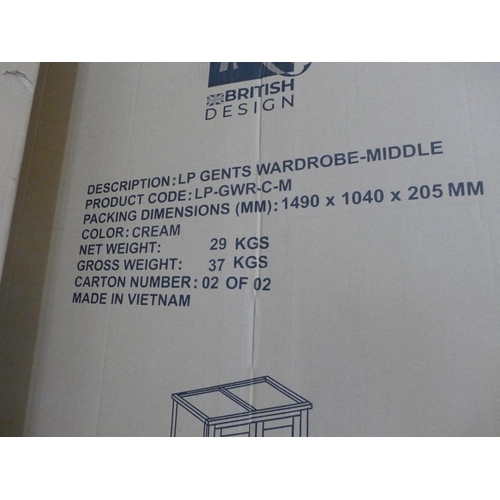 BRITISH
DESIGN
DESCRIPTION: LP GENTS WARDROBE-MIDDLE
PRODUCT CODE: LP-GWR-C-M
PACKING DIMENSIONS (MM): 1490 x 1040 x 205 MM
COLOR: CREAM
NET WEIGHT: 29 KGS
GROSS WEIGHT: 37 KGS
CARTON NUMBER: 02 OF 02
MADE IN VIETNAM